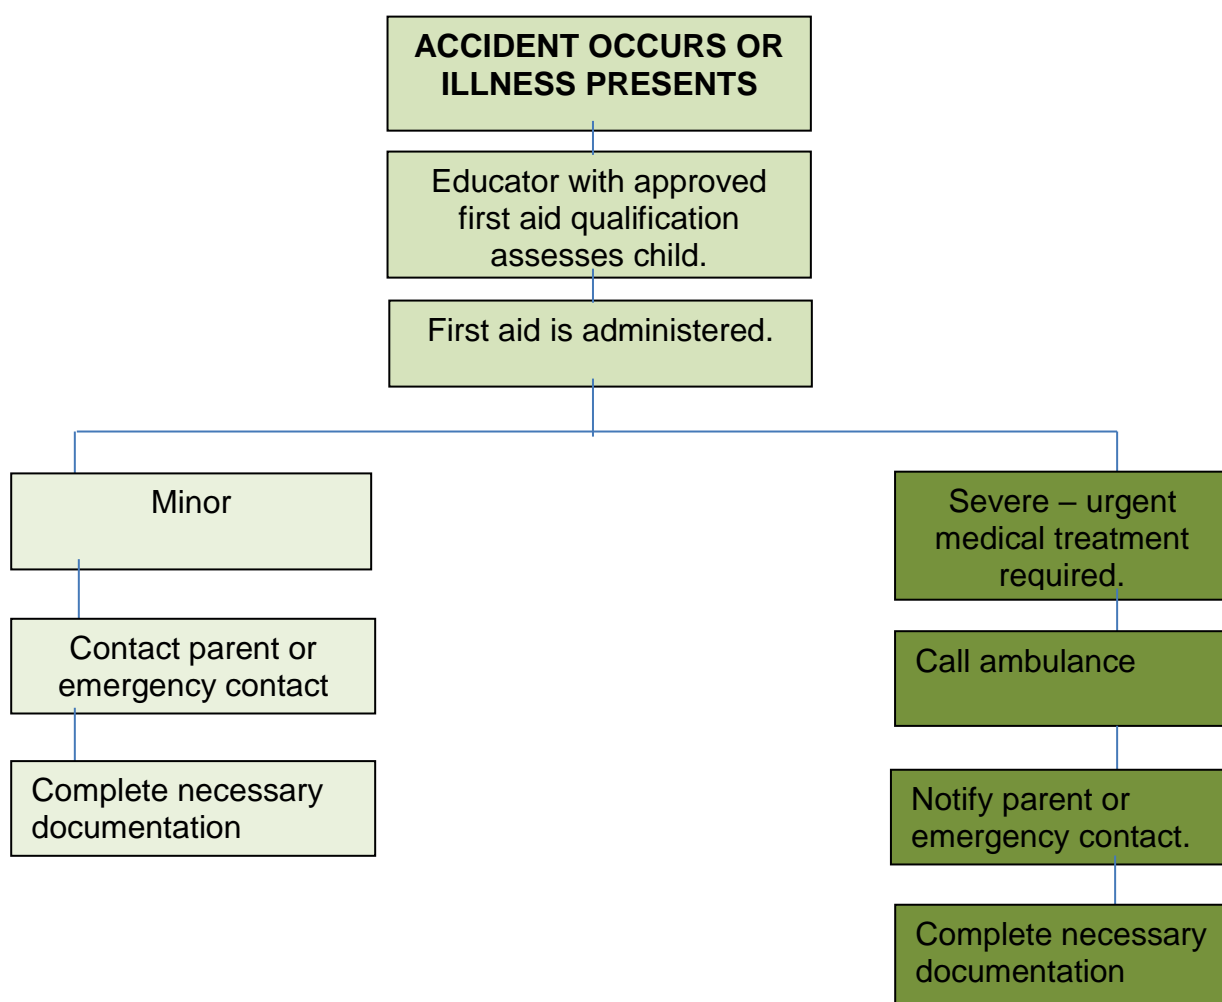 ACCIDENT OCCURS OR
ILLNESS PRESENTS
Educator with approved
first aid qualification
assesses child.
First aid is administered.
Minor
Contact parent or
emergency contact
Complete necessary
documentation
Severe – urgent
medical treatment
required.
Call ambulance
Notify parent or
emergency contact.
Complete necessary
documentation